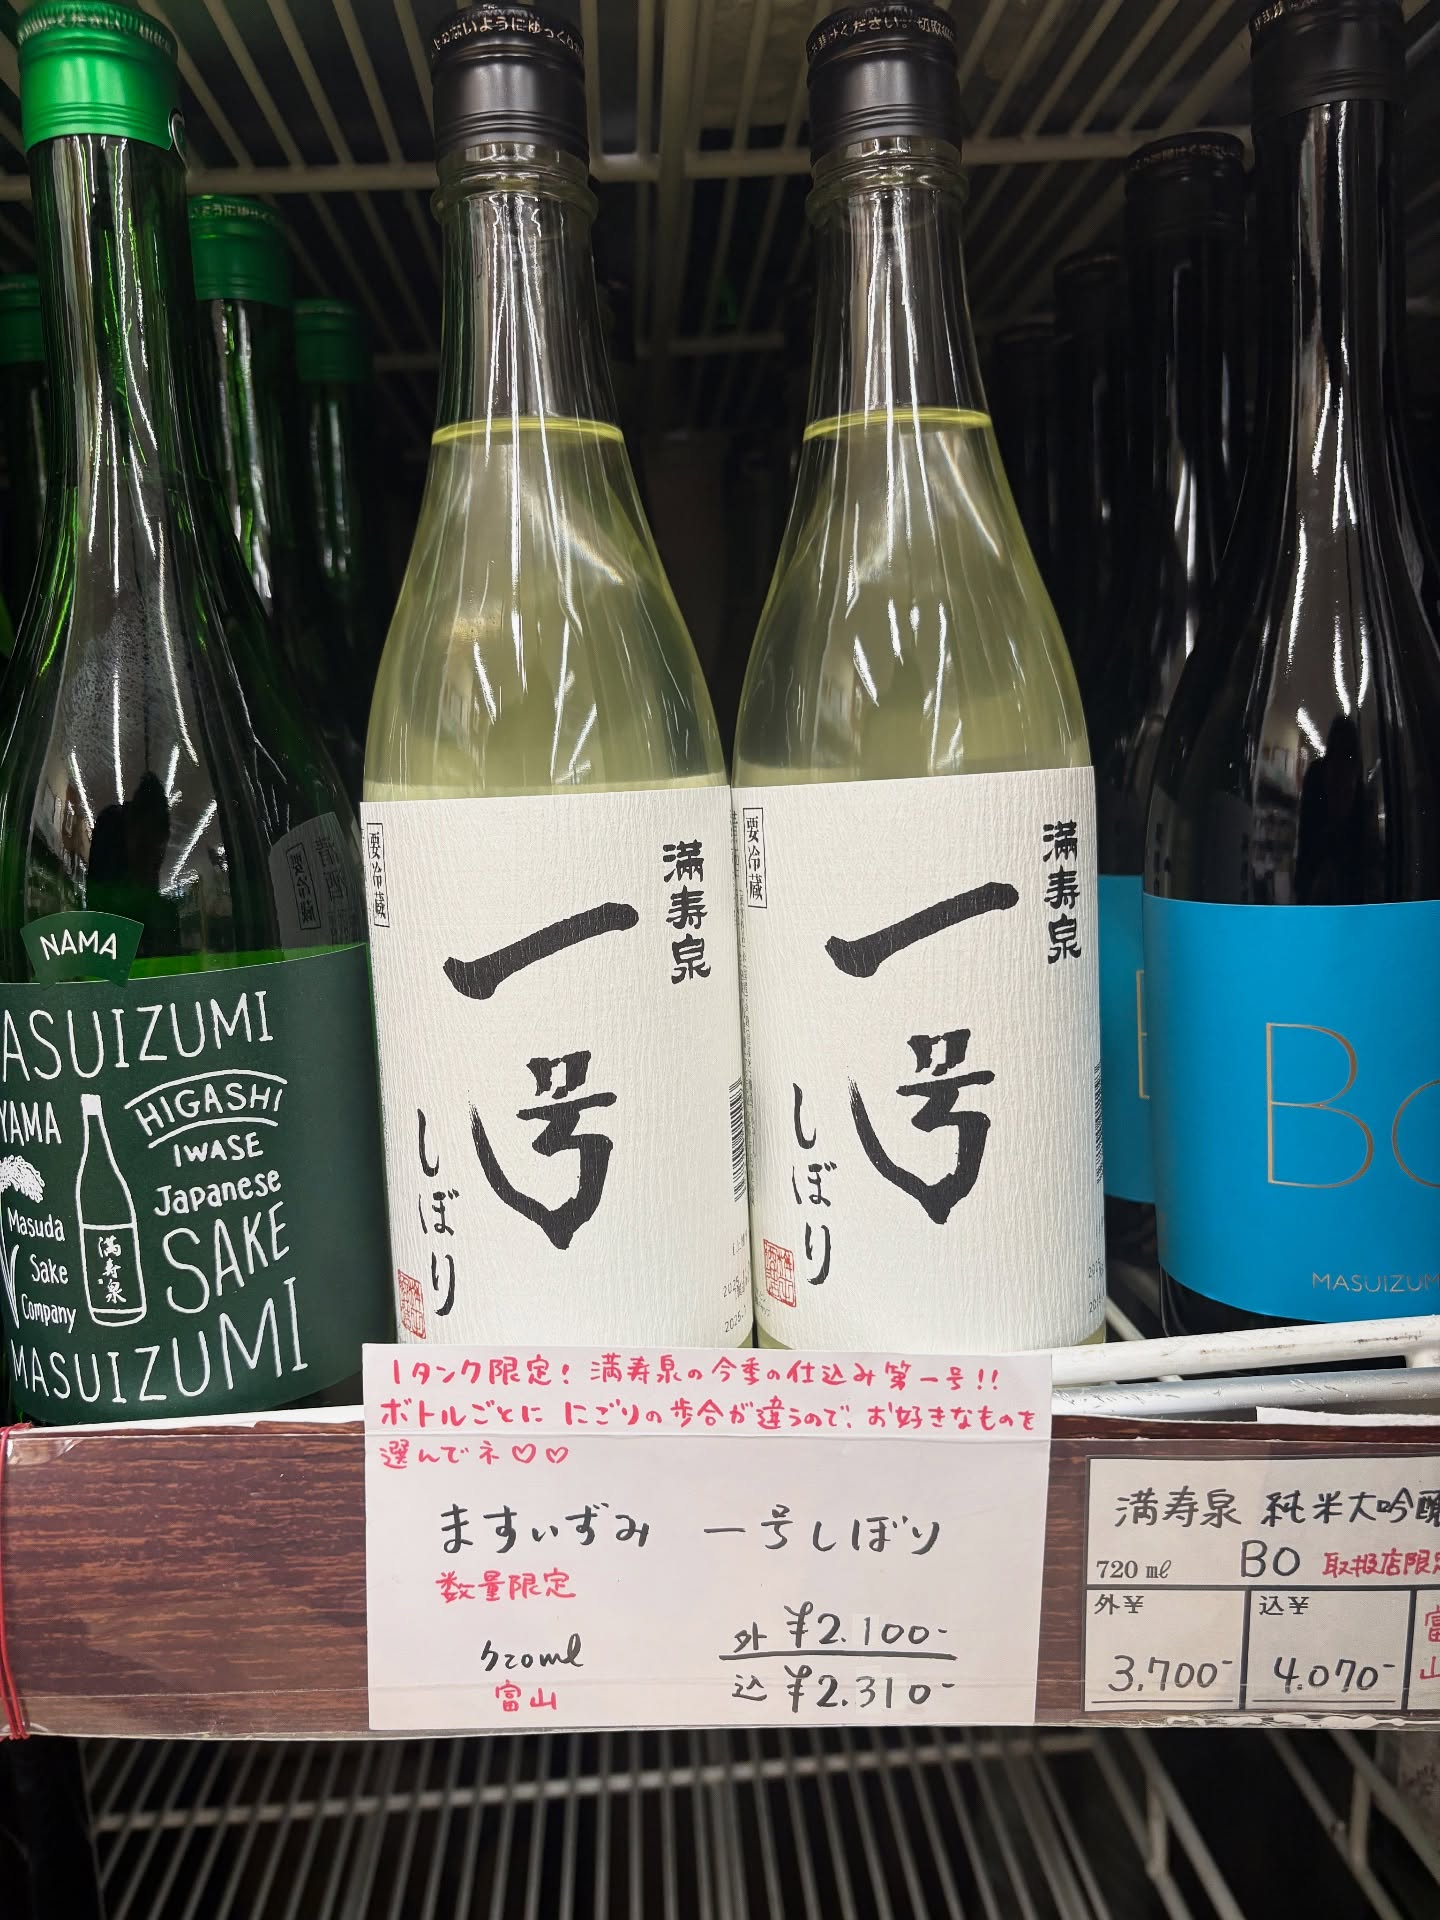 NAMA
ASUIZUMI
YAMA
HIGASHI
IWASE
Japanese
SAKE
Masuda
Sake
Company
満寿泉
MASUIZUMI
要冷蔵
満寿泉
一号
しぼり
要冷蔵
満寿泉
一号
しぼり
MASUIZUM
1タンク限定! 満寿泉の今季の仕込み第一号!!
ボトルごとに にごりの歩合が違うので、お好きなものを
選んでネ♡♡
ますいずみ 一号しぼり
数量限定
720ml
富山
外 ¥2.100-
込 ¥2.310-
満寿泉 純米大吟醸
720㎖ BO 取扱店限定
外¥ 込¥
3,700- 4.070-
富
山